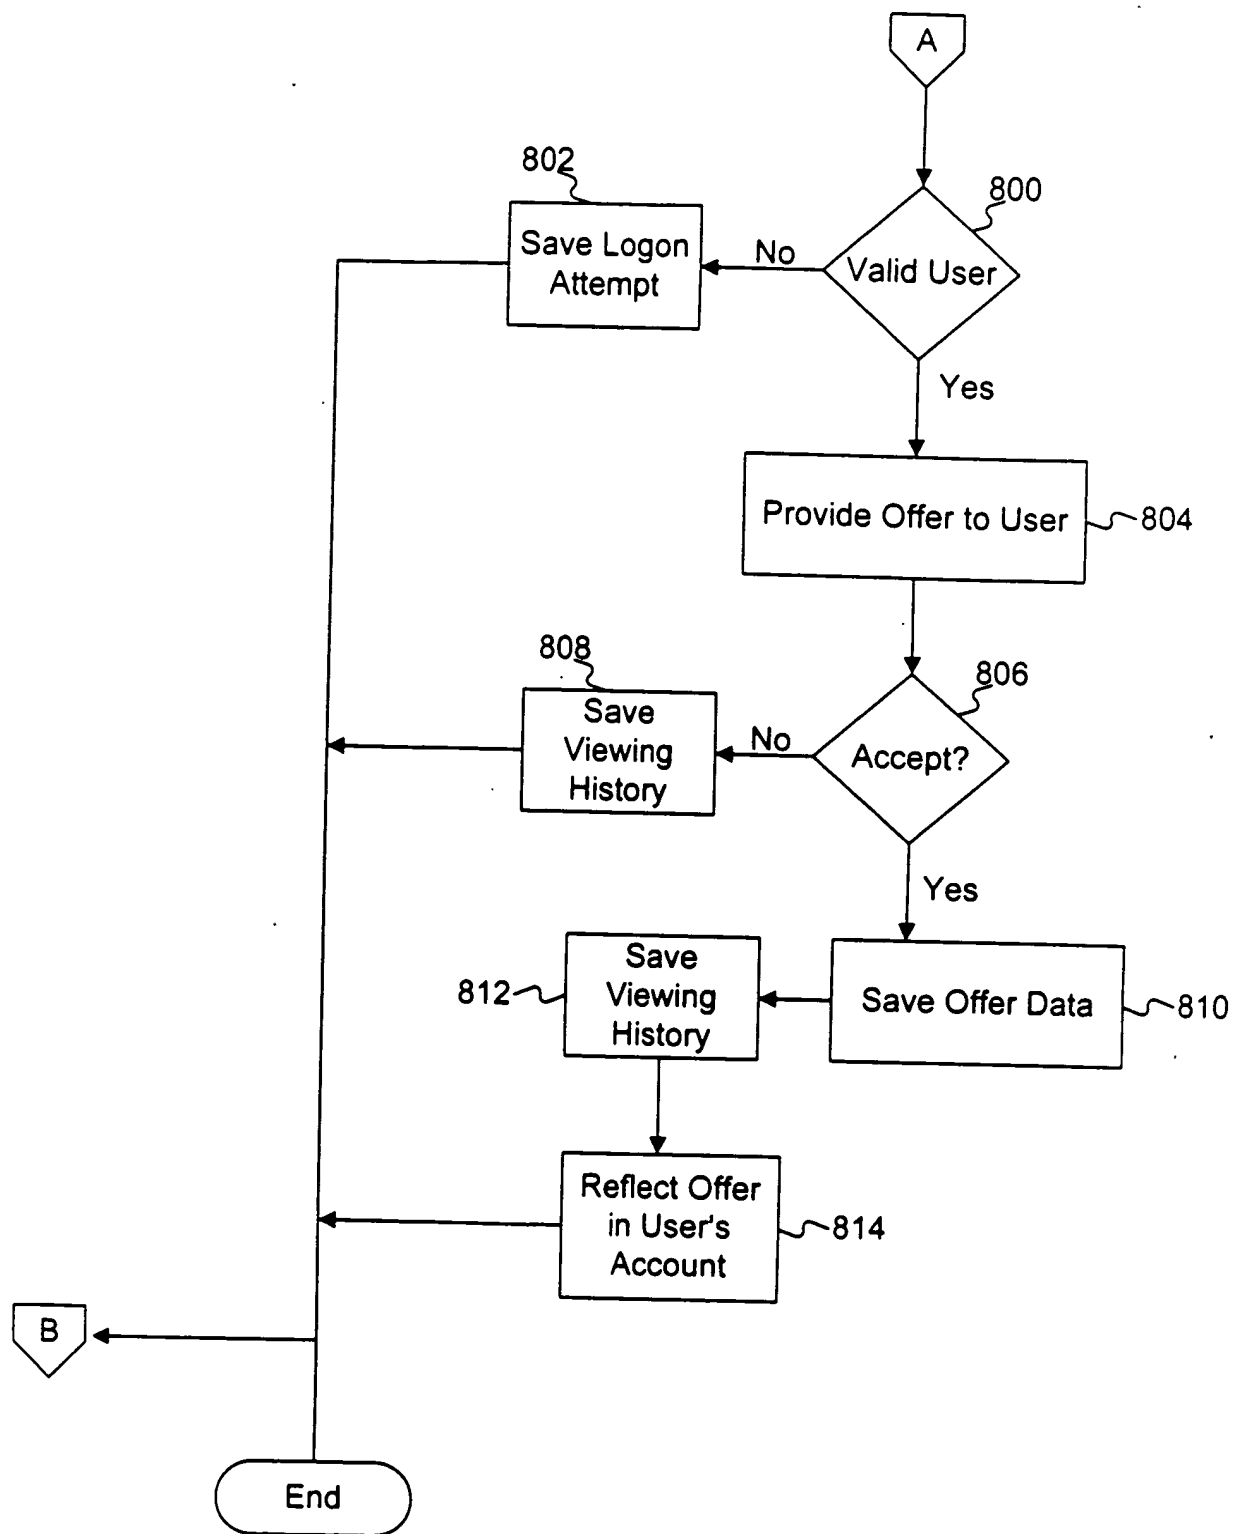 A
802
800
Save Logon
Attempt
No
Valid User
Yes
Provide Offer to User
804
808
806
Save
Viewing
History
No
Accept?
Yes
812
Save
Viewing
History
Save Offer Data
810
Reflect Offer
in User's
Account
814
B
End